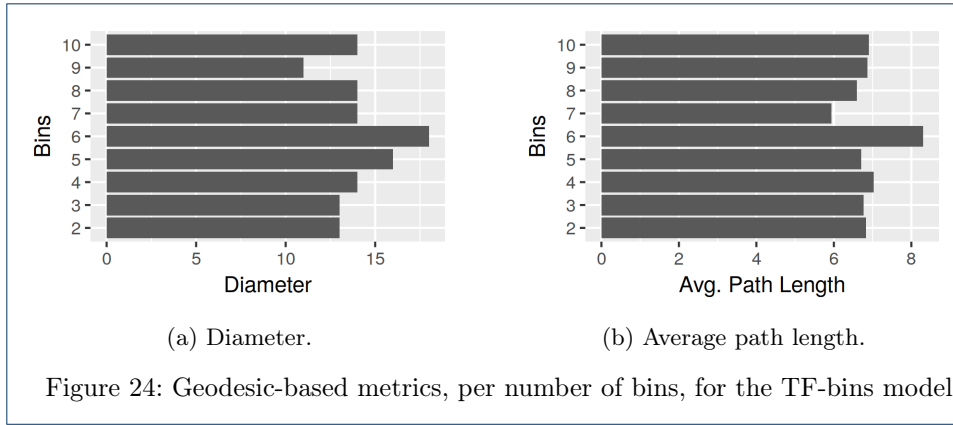 10
9
8
7
6
5
4
3
2
Bins
0 5 10 15
Diameter
(a) Diameter.
10
9
8
7
6
5
4
3
2
Bins
0 2 4 6 8
Avg. Path Length
(b) Average path length.
Figure 24: Geodesic-based metrics, per number of bins, for the TF-bins model